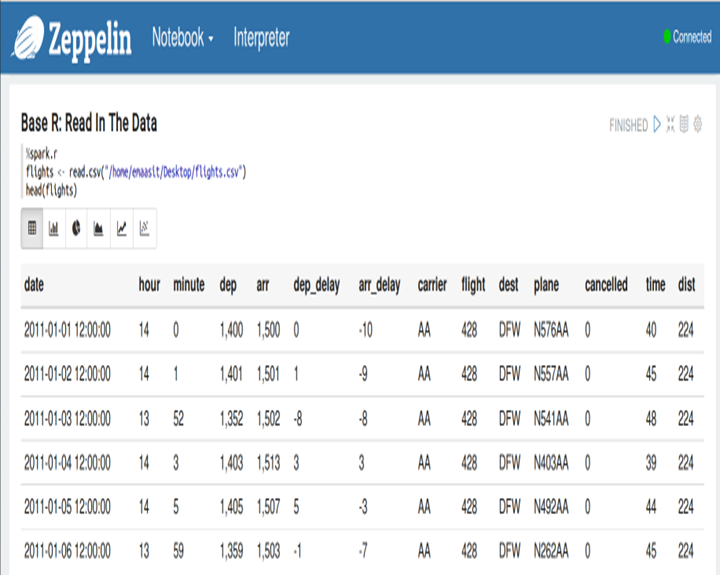 Zeppelin Notebook Interpreter Connected
Base R: Read In The Data
FINISHED
%spark.r
flights <- read.csv("/home/emaasit/Desktop/flights.csv")
head(flights)
date hour minute dep arr dep_delay arr_delay carrier flight dest plane cancelled time dist
2011-01-01 12:00:00 14 0 1,400 1,500 0 -10 AA 428 DFW N576AA 0 40 224
2011-01-02 12:00:00 14 1 1,401 1,501 1 -9 AA 428 DFW N557AA 0 45 224
2011-01-03 12:00:00 13 52 1,352 1,502 -8 -8 AA 428 DFW N541AA 0 48 224
2011-01-04 12:00:00 14 3 1,403 1,513 3 3 AA 428 DFW N403AA 0 39 224
2011-01-05 12:00:00 14 5 1,405 1,507 5 -3 AA 428 DFW N492AA 0 44 224
2011-01-06 12:00:00 13 59 1,359 1,503 -1 -7 AA 428 DFW N262AA 0 45 224